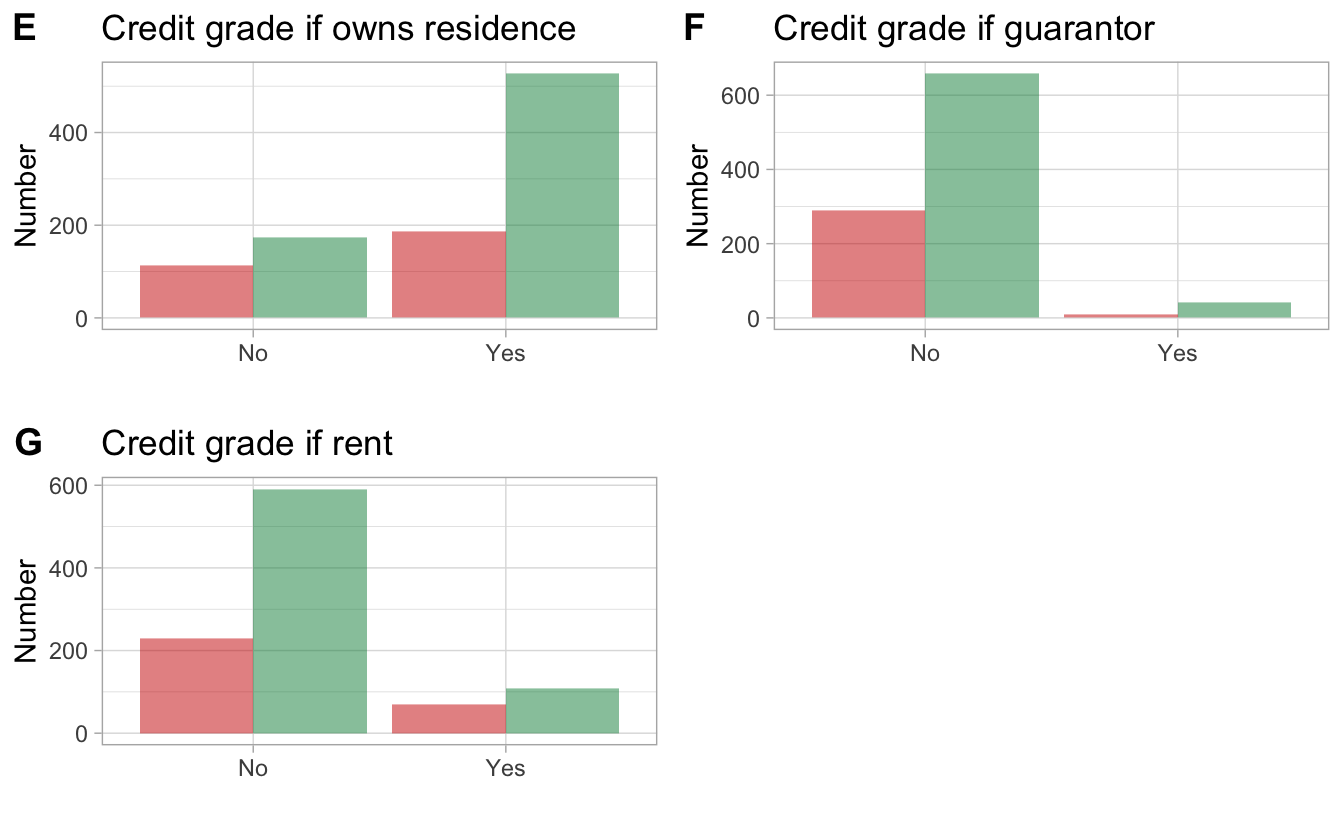 E Credit grade if owns residence
Number
400
200
0
No Yes
F Credit grade if guarantor
Number
600
400
200
0
No Yes
G Credit grade if rent
Number
600
400
200
0
No Yes